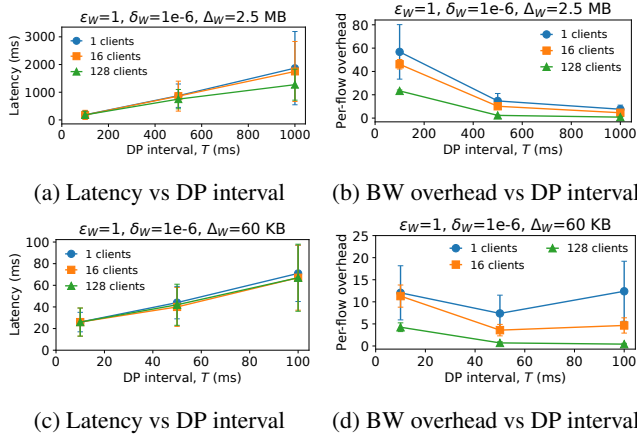 ε_W=1, δ_W=1e-6, Δ_W=2.5 MB
Latency (ms)
3000
2000
1000
0
1 clients
16 clients
128 clients
0 200 400 600 800 1000
DP interval, T (ms)
(a) Latency vs DP interval
ε_W=1, δ_W=1e-6, Δ_W=2.5 MB
Per-flow overhead
80
60
40
20
0
1 clients
16 clients
128 clients
0 200 400 600 800 1000
DP interval, T (ms)
(b) BW overhead vs DP interval
ε_W=1, δ_W=1e-6, Δ_W=60 KB
Latency (ms)
100
80
60
40
20
0
1 clients
16 clients
128 clients
0 20 40 60 80 100
DP interval, T (ms)
(c) Latency vs DP interval
ε_W=1, δ_W=1e-6, Δ_W=60 KB
Per-flow overhead
25
20
15
10
5
0
1 clients
16 clients
128 clients
0 20 40 60 80 100
DP interval, T (ms)
(d) BW overhead vs DP interval